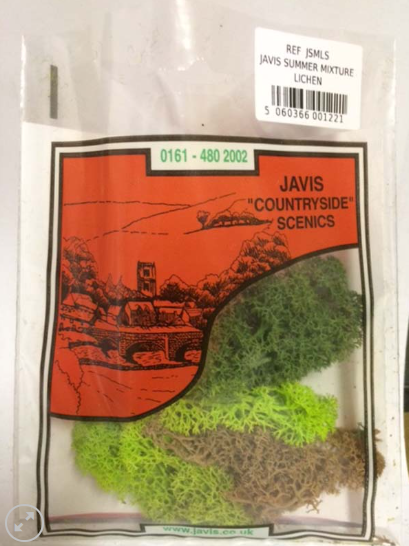 REF JSMLS
JAVIS SUMMER MIXTURE
LICHEN
5 060366 001221
0161 - 480 2002
JAVIS
"COUNTRYSIDE"
SCENICS
www.javis.co.uk